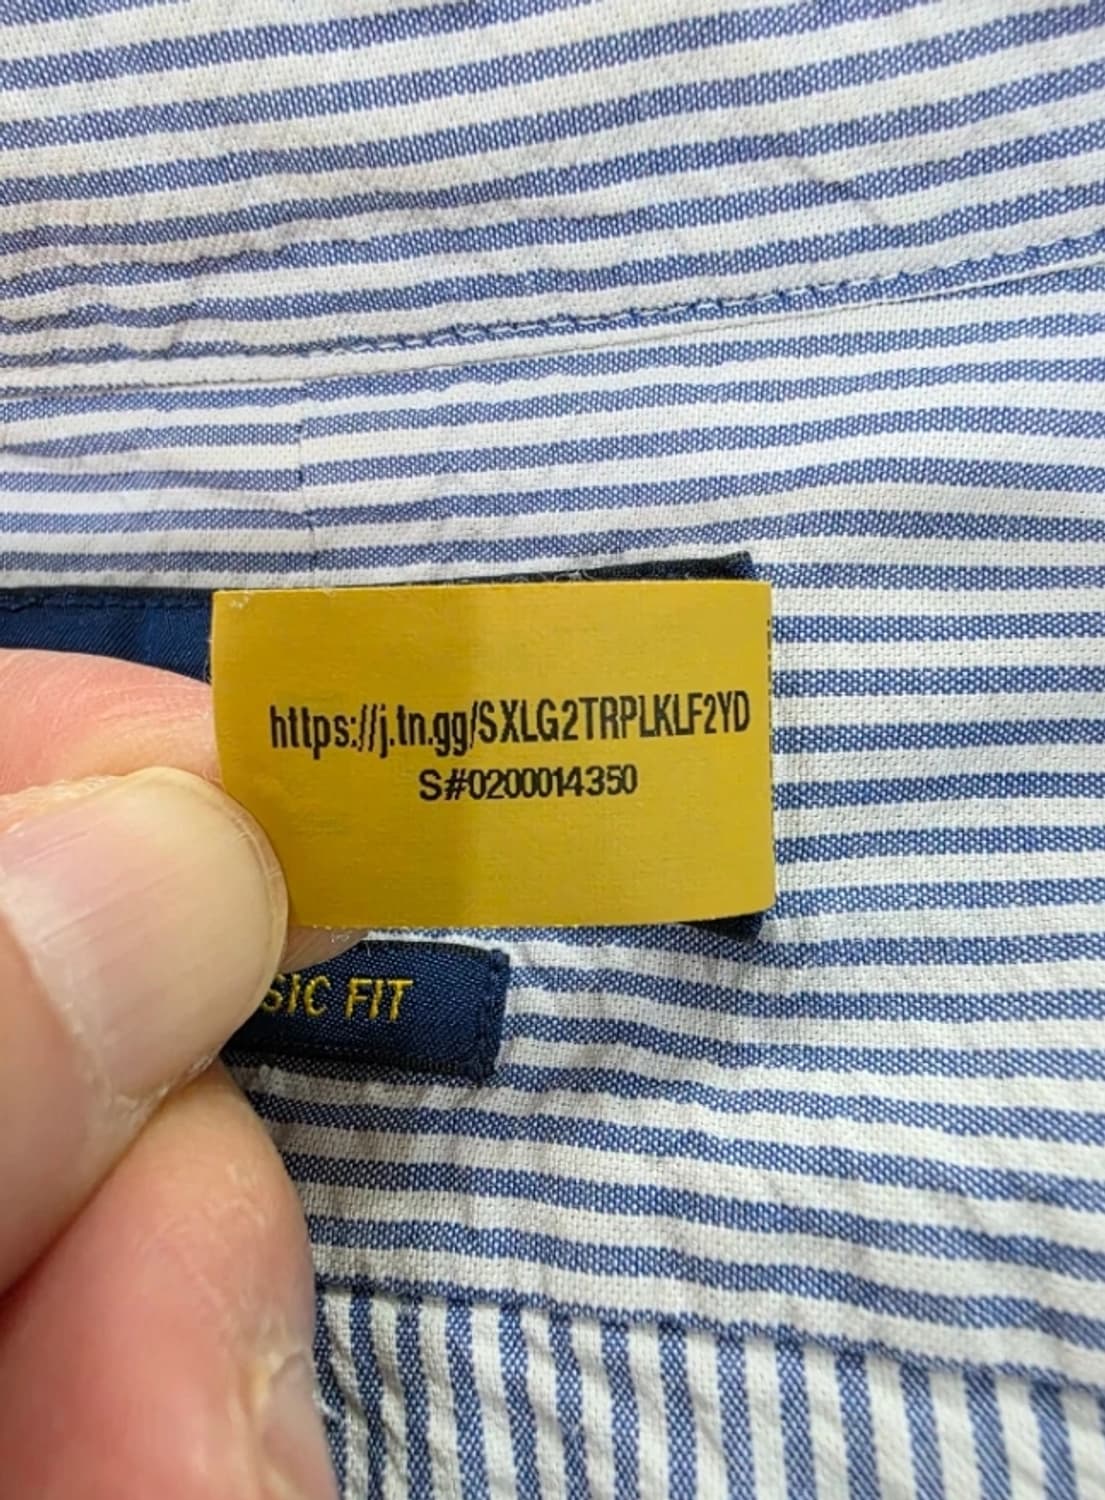 https://j.tn.gg/SXLG2TRPLKLF2YD
S#0200014350
SIC FIT